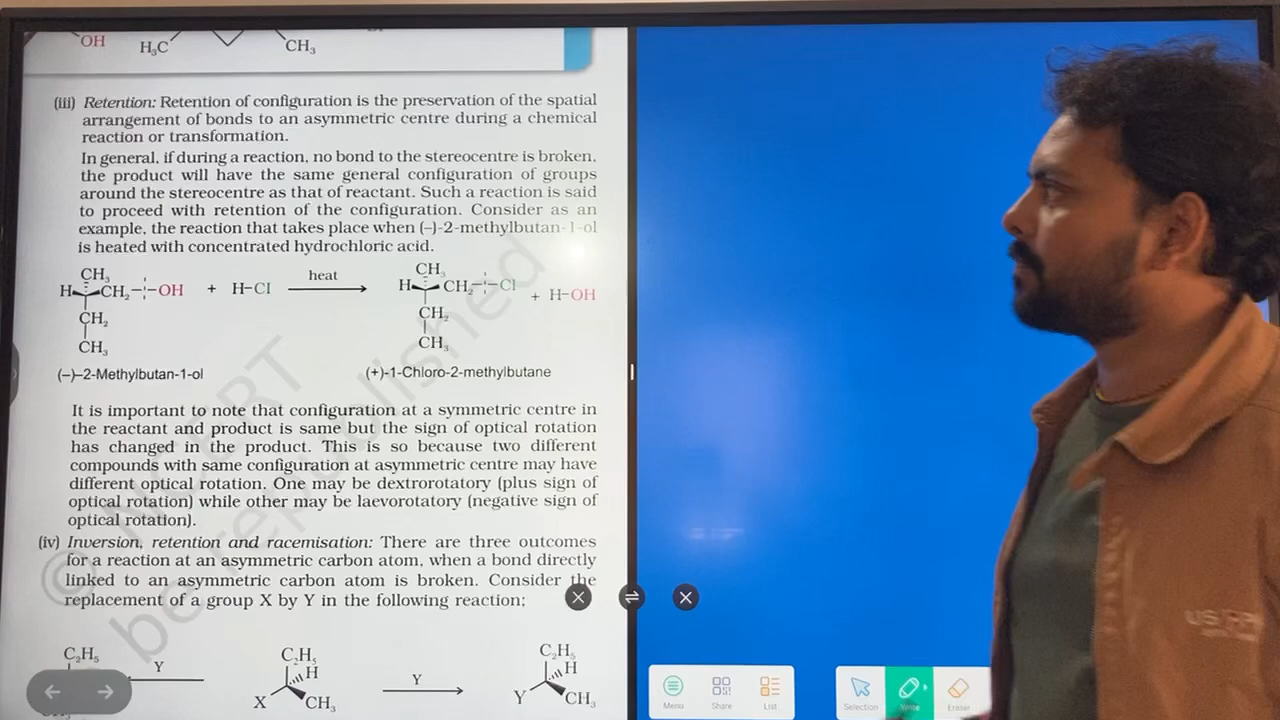 OH
H₃C
CH₃
(iii) Retention: Retention of configuration is the preservation of the spatial
arrangement of bonds to an asymmetric centre during a chemical
reaction or transformation.
In general, if during a reaction, no bond to the stereocentre is broken,
the product will have the same general configuration of groups
around the stereocentre as that of reactant. Such a reaction is said
to proceed with retention of the configuration. Consider as an
example, the reaction that takes place when (–)-2-methylbutan-1-ol
is heated with concentrated hydrochloric acid.
CH₃ heat CH₃
H CH₂ OH + H-Cl H CH₂ Cl + H-OH
CH₂ CH₂
CH₃ CH₃
(–)–2-Methylbutan-1-ol (+)-1-Chloro-2-methylbutane
It is important to note that configuration at a symmetric centre in
the reactant and product is same but the sign of optical rotation
has changed in the product. This is so because two different
compounds with same configuration at asymmetric centre may have
different optical rotation. One may be dextrorotatory (plus sign of
optical rotation) while other may be laevorotatory (negative sign of
optical rotation).
(iv) Inversion, retention and racemisation: There are three outcomes
for a reaction at an asymmetric carbon atom, when a bond directly
linked to an asymmetric carbon atom is broken. Consider the
replacement of a group X by Y in the following reaction;
C₂H₅ Y C₂H₅ Y C₂H₅
H H
X CH₃ Y CH₃
© NCERT
be republished
Menu Share List Selection Write Eraser